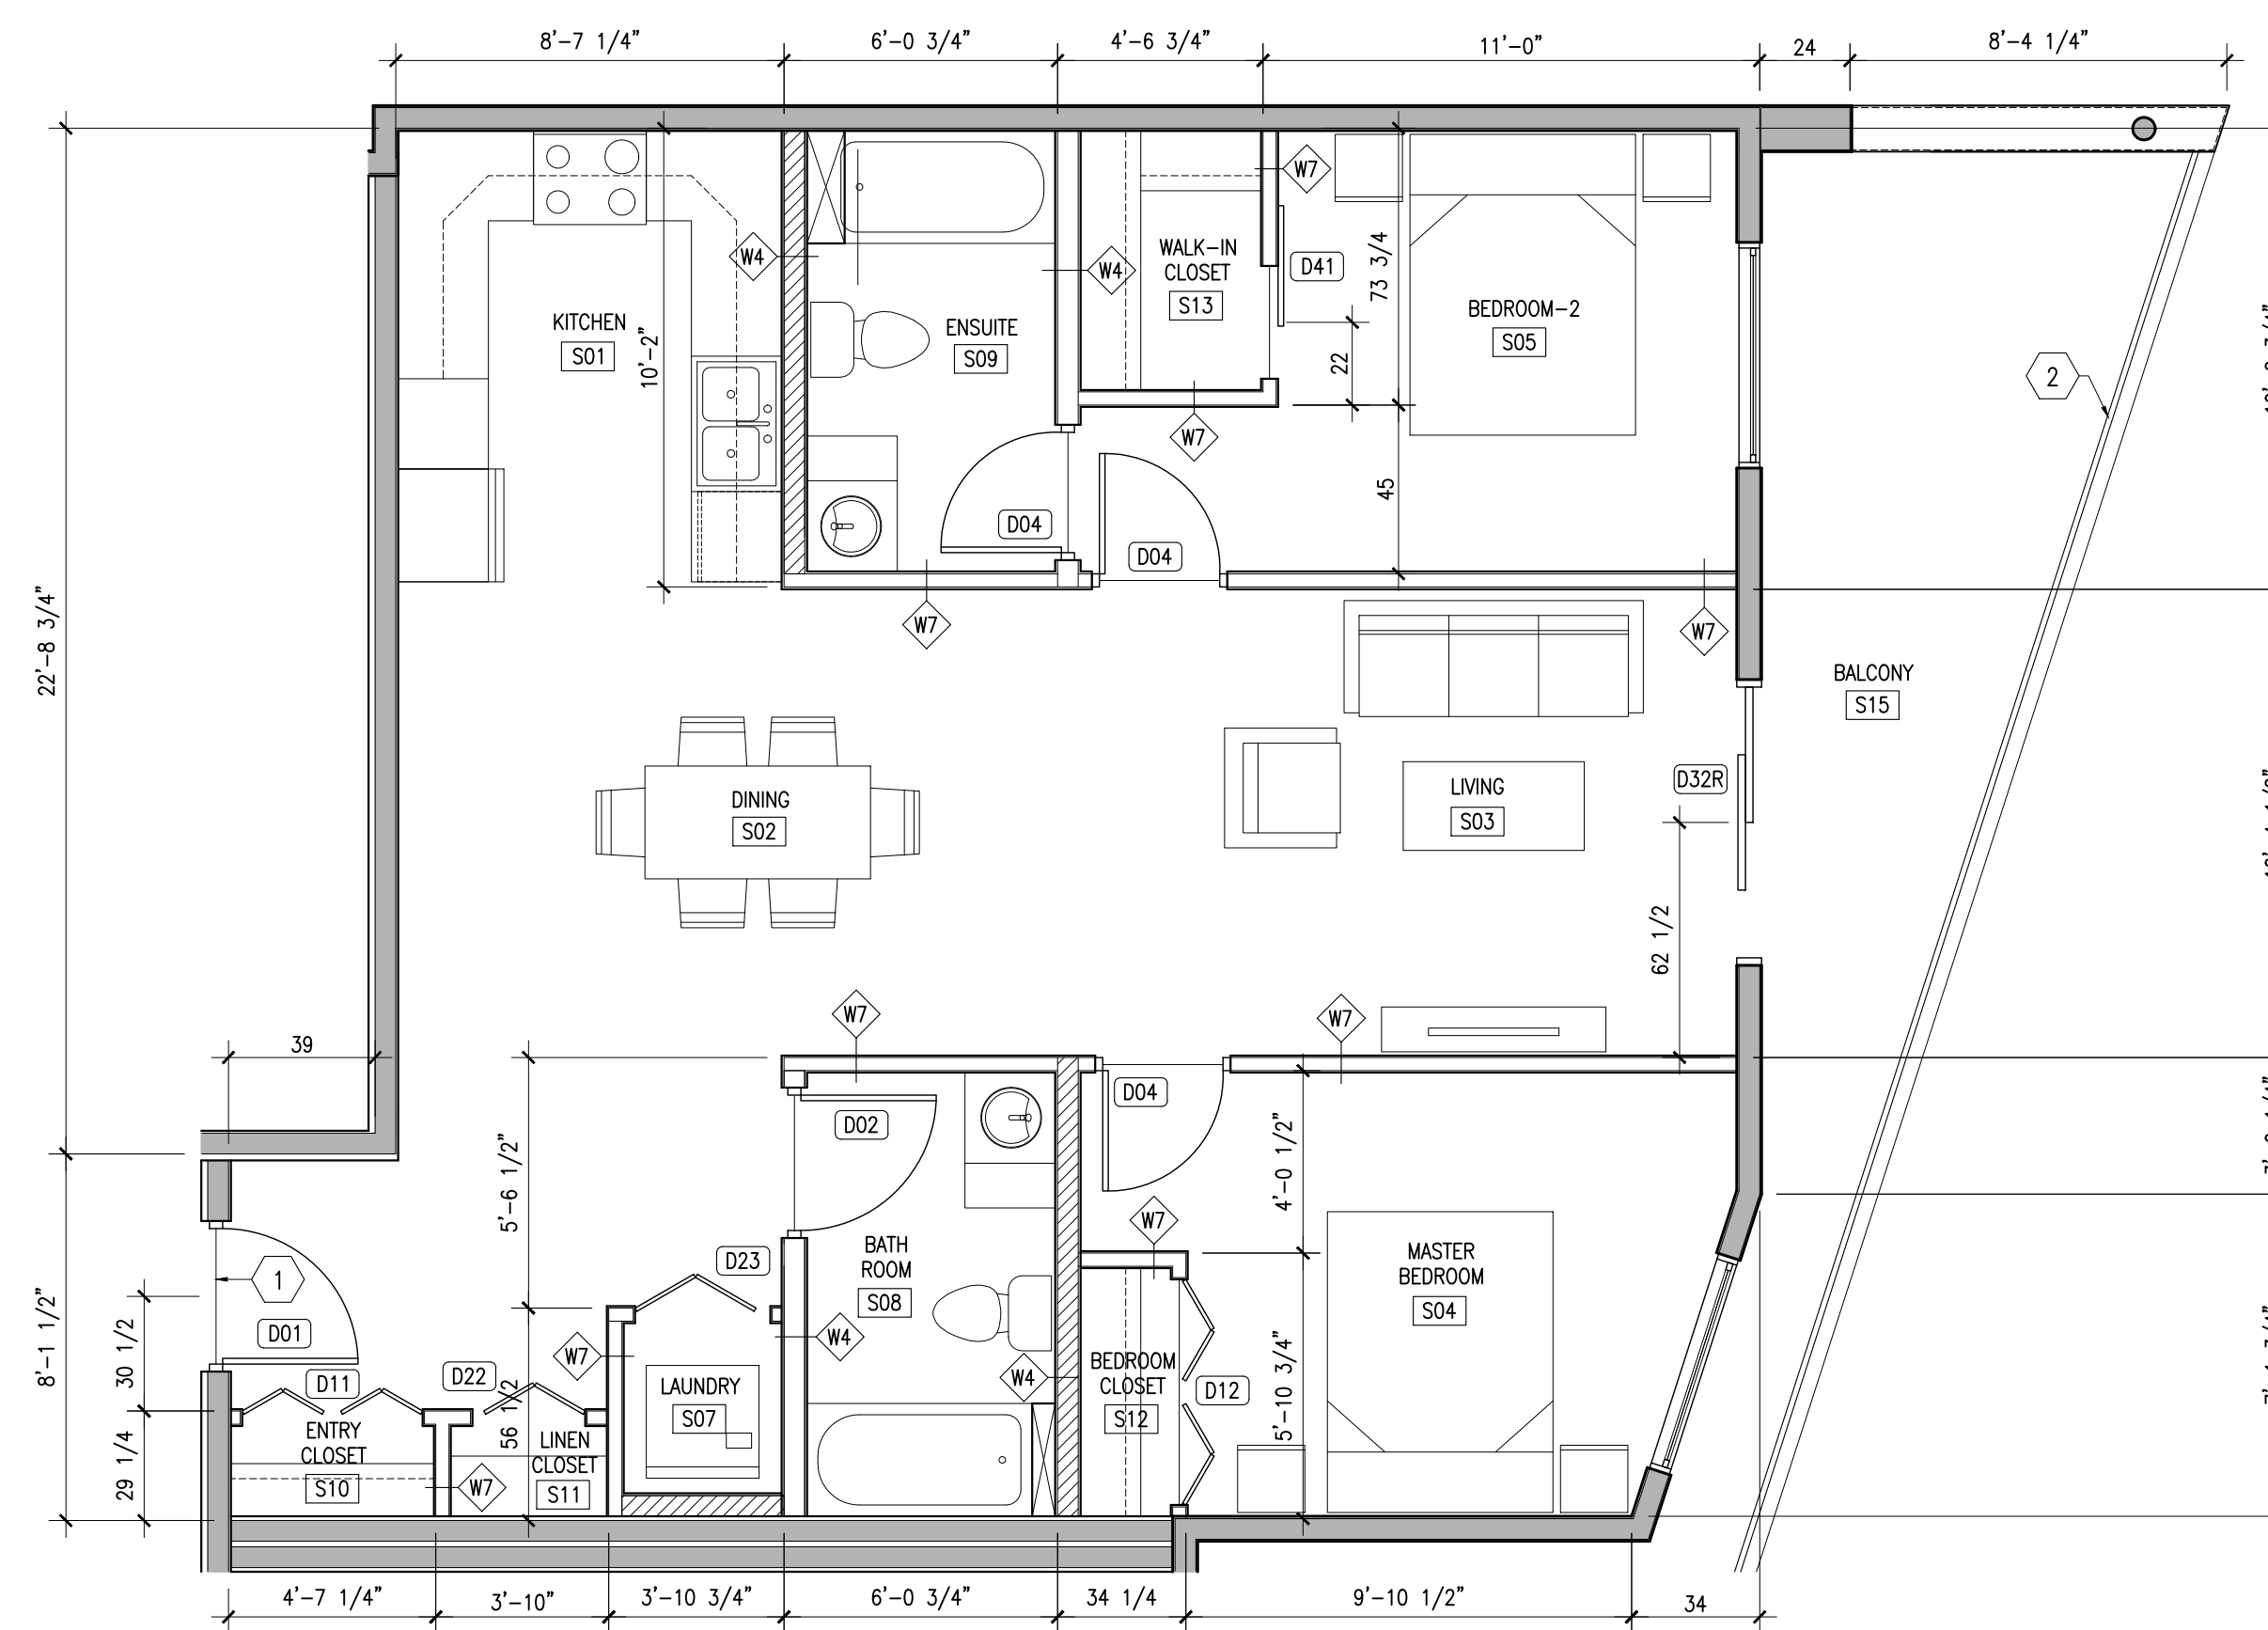 8'-7 1/4"
6'-0 3/4"
4'-6 3/4"
11'-0"
24
8'-4 1/4"
W7
W4
W4
WALK-IN
CLOSET
S13
D41
73 3/4
KITCHEN
S01
10'-2"
ENSUITE
S09
BEDROOM-2
S05
22
2
W7
45
D04
D04
22'-8 3/4"
W7
W7
BALCONY
S15
DINING
S02
LIVING
S03
D32R
62 1/2
W7
W7
39
D02
D04
5'-6 1/2"
4'-0 1/2"
W7
BATH
ROOM
S08
D23
MASTER
BEDROOM
S04
1
D01
8'-1 1/2"
30 1/2
W7
W4
W4
D11
D22
56 1/2
LAUNDRY
S07
BEDROOM
CLOSET
S12
D12
5'-10 3/4"
29 1/4
ENTRY
CLOSET
S10
W7
LINEN
CLOSET
S11
4'-7 1/4"
3'-10"
3'-10 3/4"
6'-0 3/4"
34 1/4
9'-10 1/2"
34